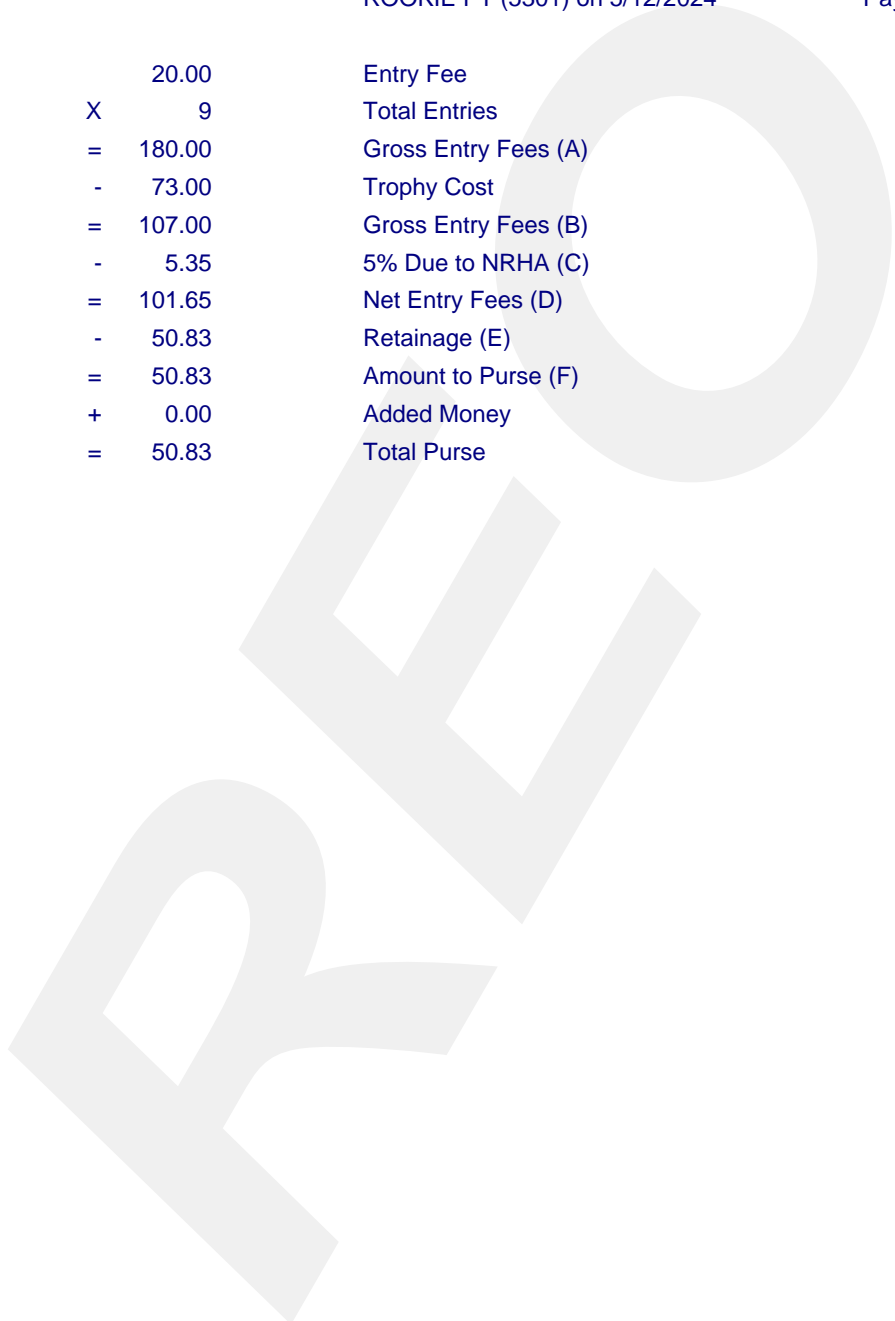 20.00 Entry Fee
X 9 Total Entries
= 180.00 Gross Entry Fees (A)
- 73.00 Trophy Cost
= 107.00 Gross Entry Fees (B)
- 5.35 5% Due to NRHA (C)
= 101.65 Net Entry Fees (D)
- 50.83 Retainage (E)
= 50.83 Amount to Purse (F)
+ 0.00 Added Money
= 50.83 Total Purse
REO